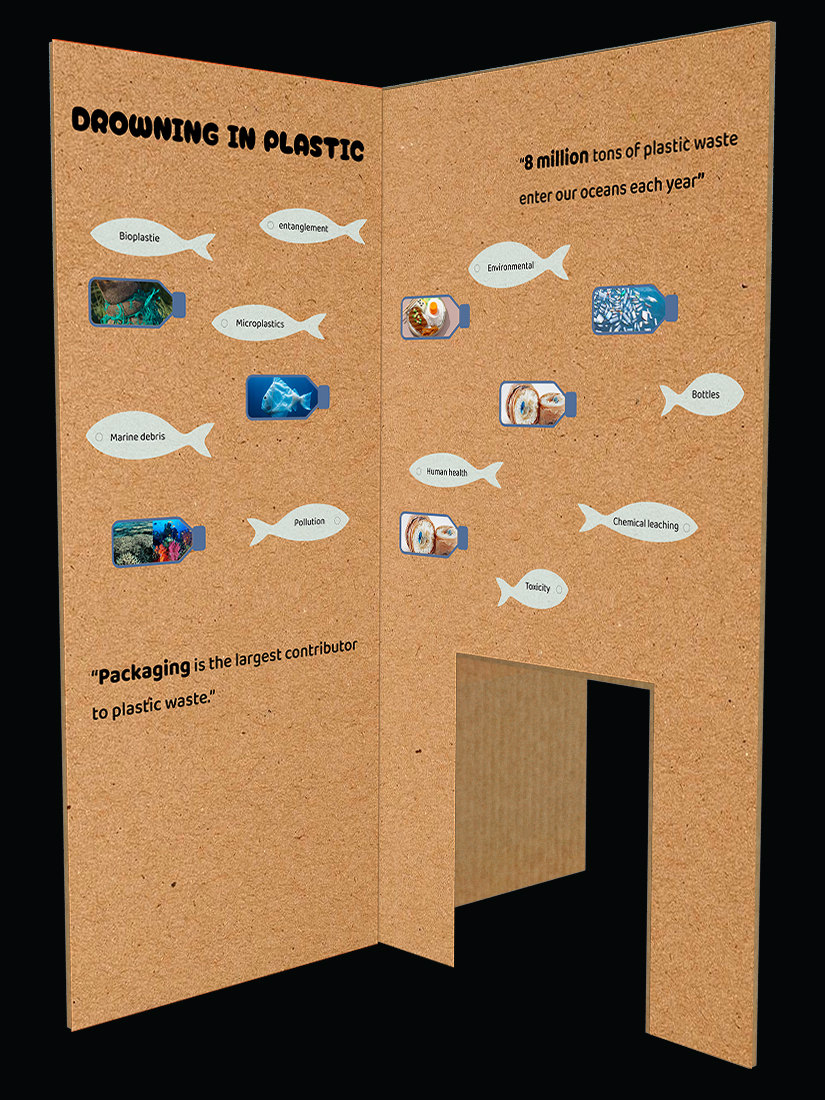 DROWNING IN PLASTIC
Bioplastie
entanglement
Microplastics
Marine debris
Pollution
“Packaging is the largest contributor
to plastic waste.”
“8 million tons of plastic waste
enter our oceans each year”
Environmental
Bottles
Human health
Chemical leaching
Toxicity